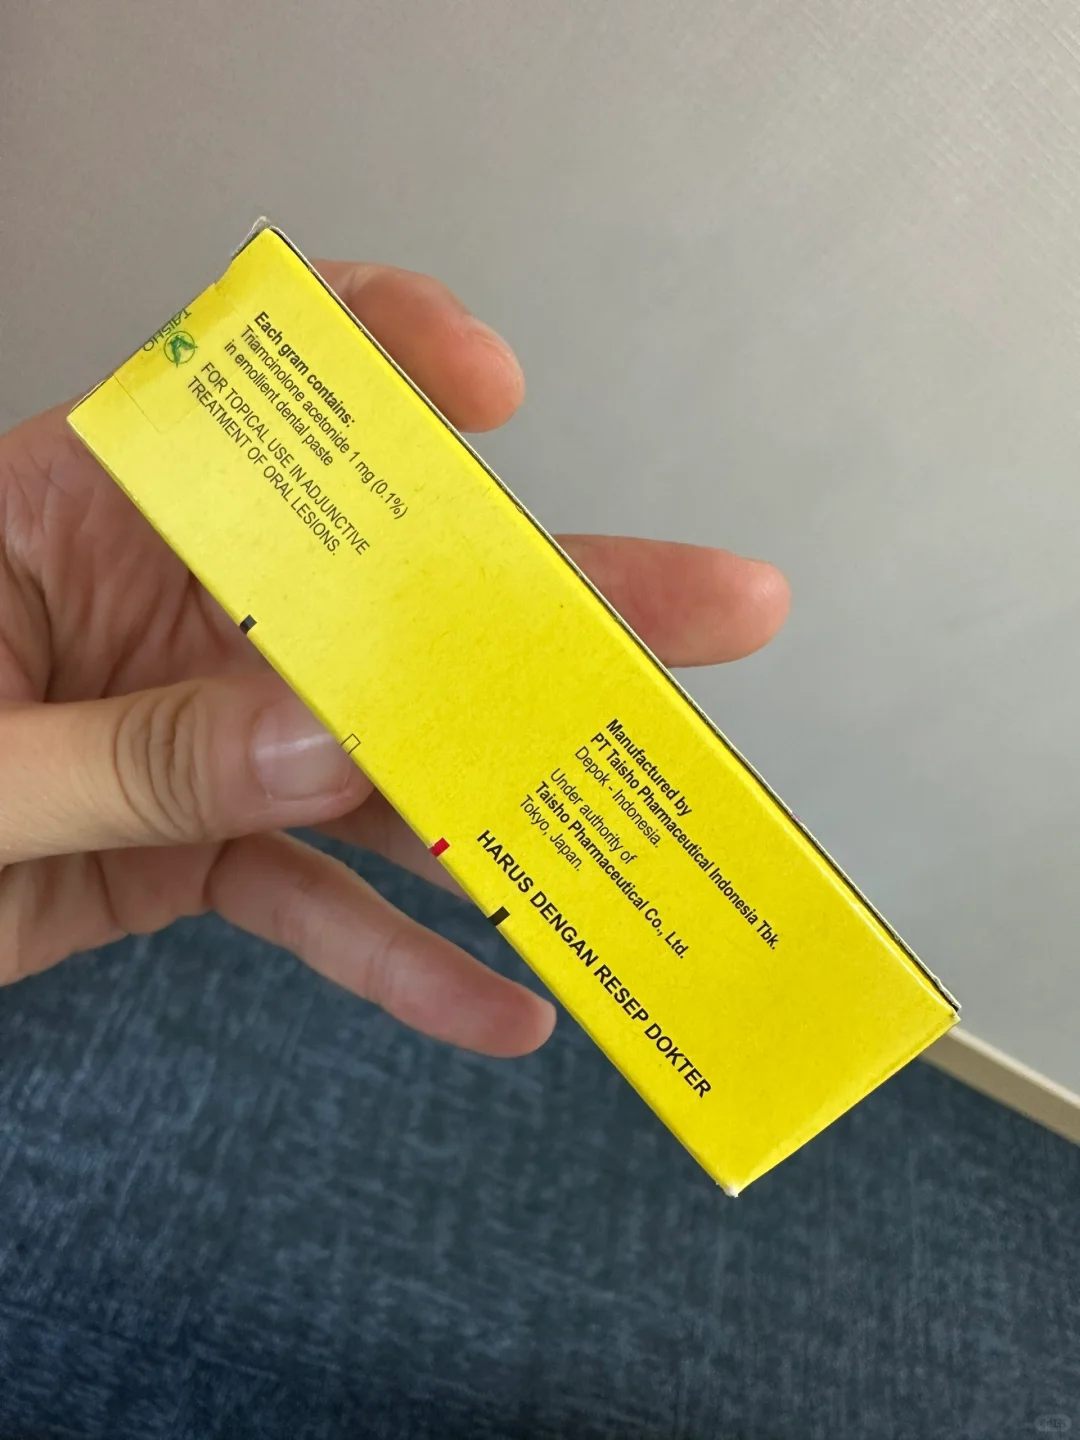 TAISHO
Each gram contains:
Triamcinolone acetonide 1 mg (0.1%)
in emollient dental paste
FOR TOPICAL USE IN ADJUNCTIVE
TREATMENT OF ORAL LESIONS.
Manufactured by
PT Taisho Pharmaceutical Indonesia Tbk.
Depok - Indonesia.
Under authority of
Taisho Pharmaceutical Co., Ltd.
Tokyo, Japan.
HARUS DENGAN RESEP DOKTER